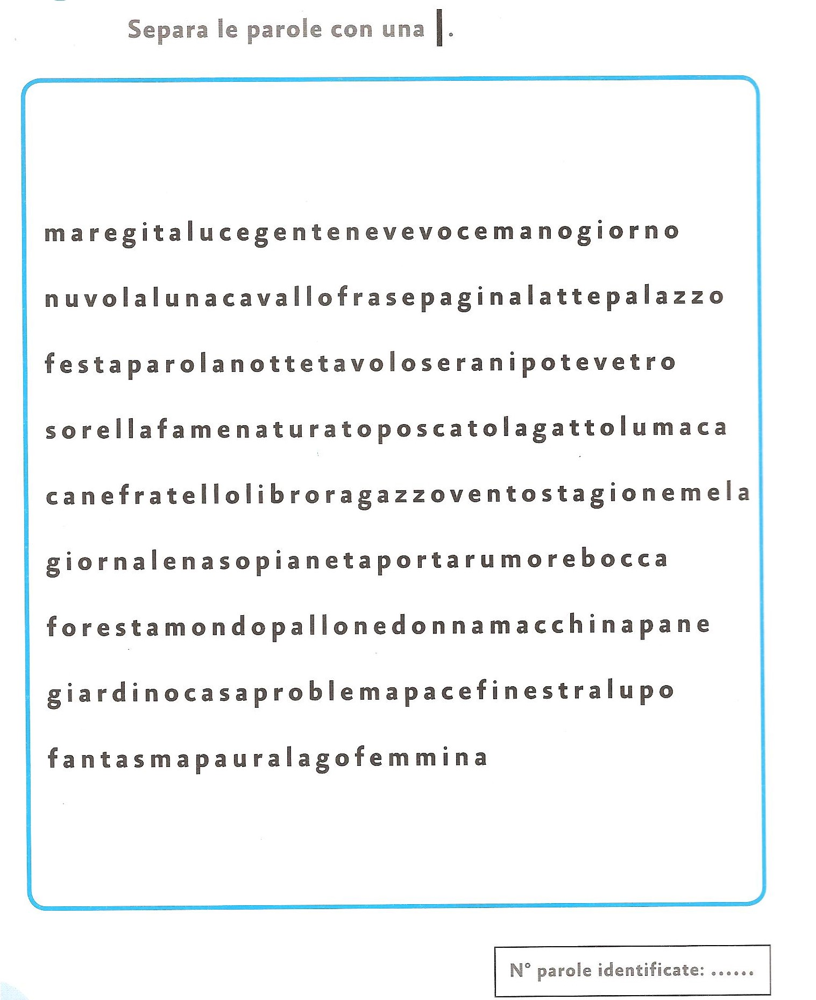 Separa le parole con una |.
maregitalucegentenevevocemanogiorno
nuvolalunacavallofrasepaginalattepalazzo
festaparolanottetavoloseranipotevetro
sorellafamenaturatoposcatolagattolumaca
canefratellolibroragazzoventostagionemela
giornalenasopianetaportarumorebocca
forestamondopallonedonnamacchinapane
giardinocasaproblemapacefinestralupo
fantasmapauralagofemmina
N° parole identificate: ......